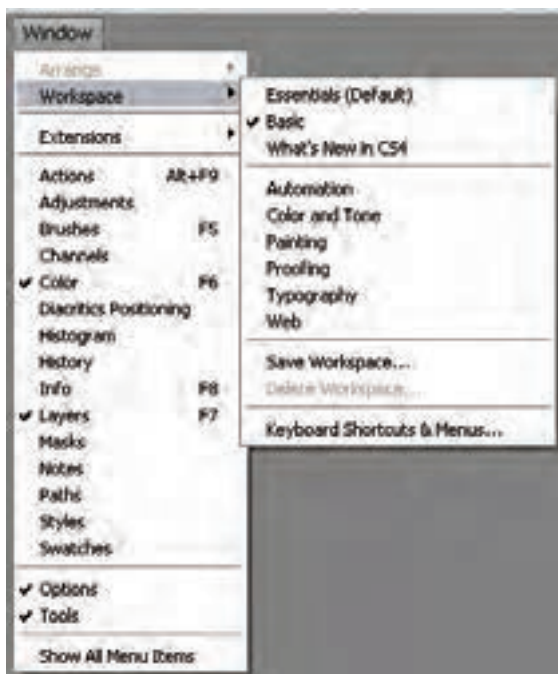 Window
Arrange
Workspace
Extensions
Actions Alt+F9
Adjustments
Brushes F5
Channels
Color F6
Diacritics Positioning
Histogram
History
Info F8
Layers F7
Masks
Notes
Paths
Styles
Swatches
Options
Tools
Show All Menu Items
Essentials (Default)
Basic
What's New in CS4
Automation
Color and Tone
Painting
Proofing
Typography
Web
Save Workspace...
Delete Workspace...
Keyboard Shortcuts & Menus...